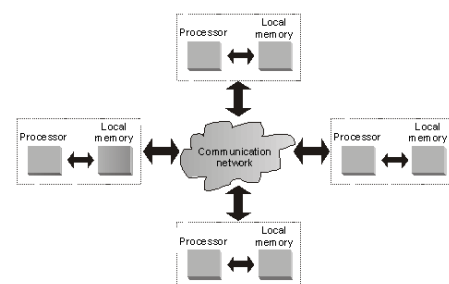 Processor
Local
memory
Processor
Local
memory
Communication
network
Processor
Local
memory
Processor
Local
memory